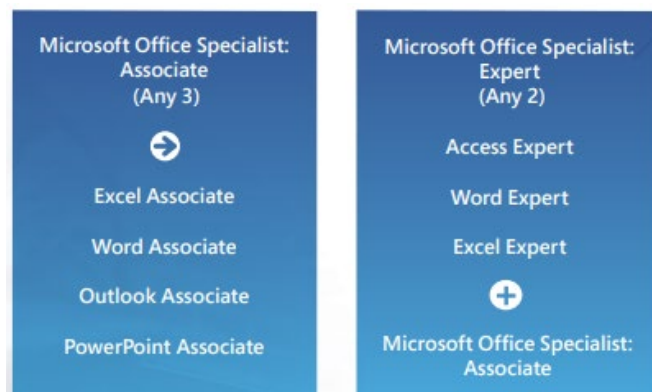 Microsoft Office Specialist:
Associate
(Any 3)
Excel Associate
Word Associate
Outlook Associate
PowerPoint Associate
Microsoft Office Specialist:
Expert
(Any 2)
Access Expert
Word Expert
Excel Expert
Microsoft Office Specialist:
Associate